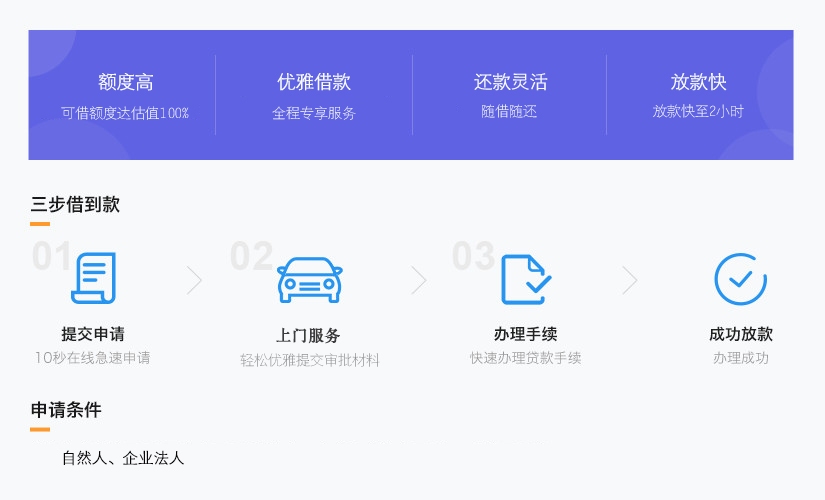 额度高
可借额度达估值100%
优雅借款
全程专享服务
还款灵活
随借随还
放款快
放款快至2小时
三步借到款
01
提交申请
10秒在线急速申请
02
上门服务
轻松优雅提交审批材料
03
办理手续
快速办理贷款手续
成功放款
办理成功
申请条件
自然人、企业法人